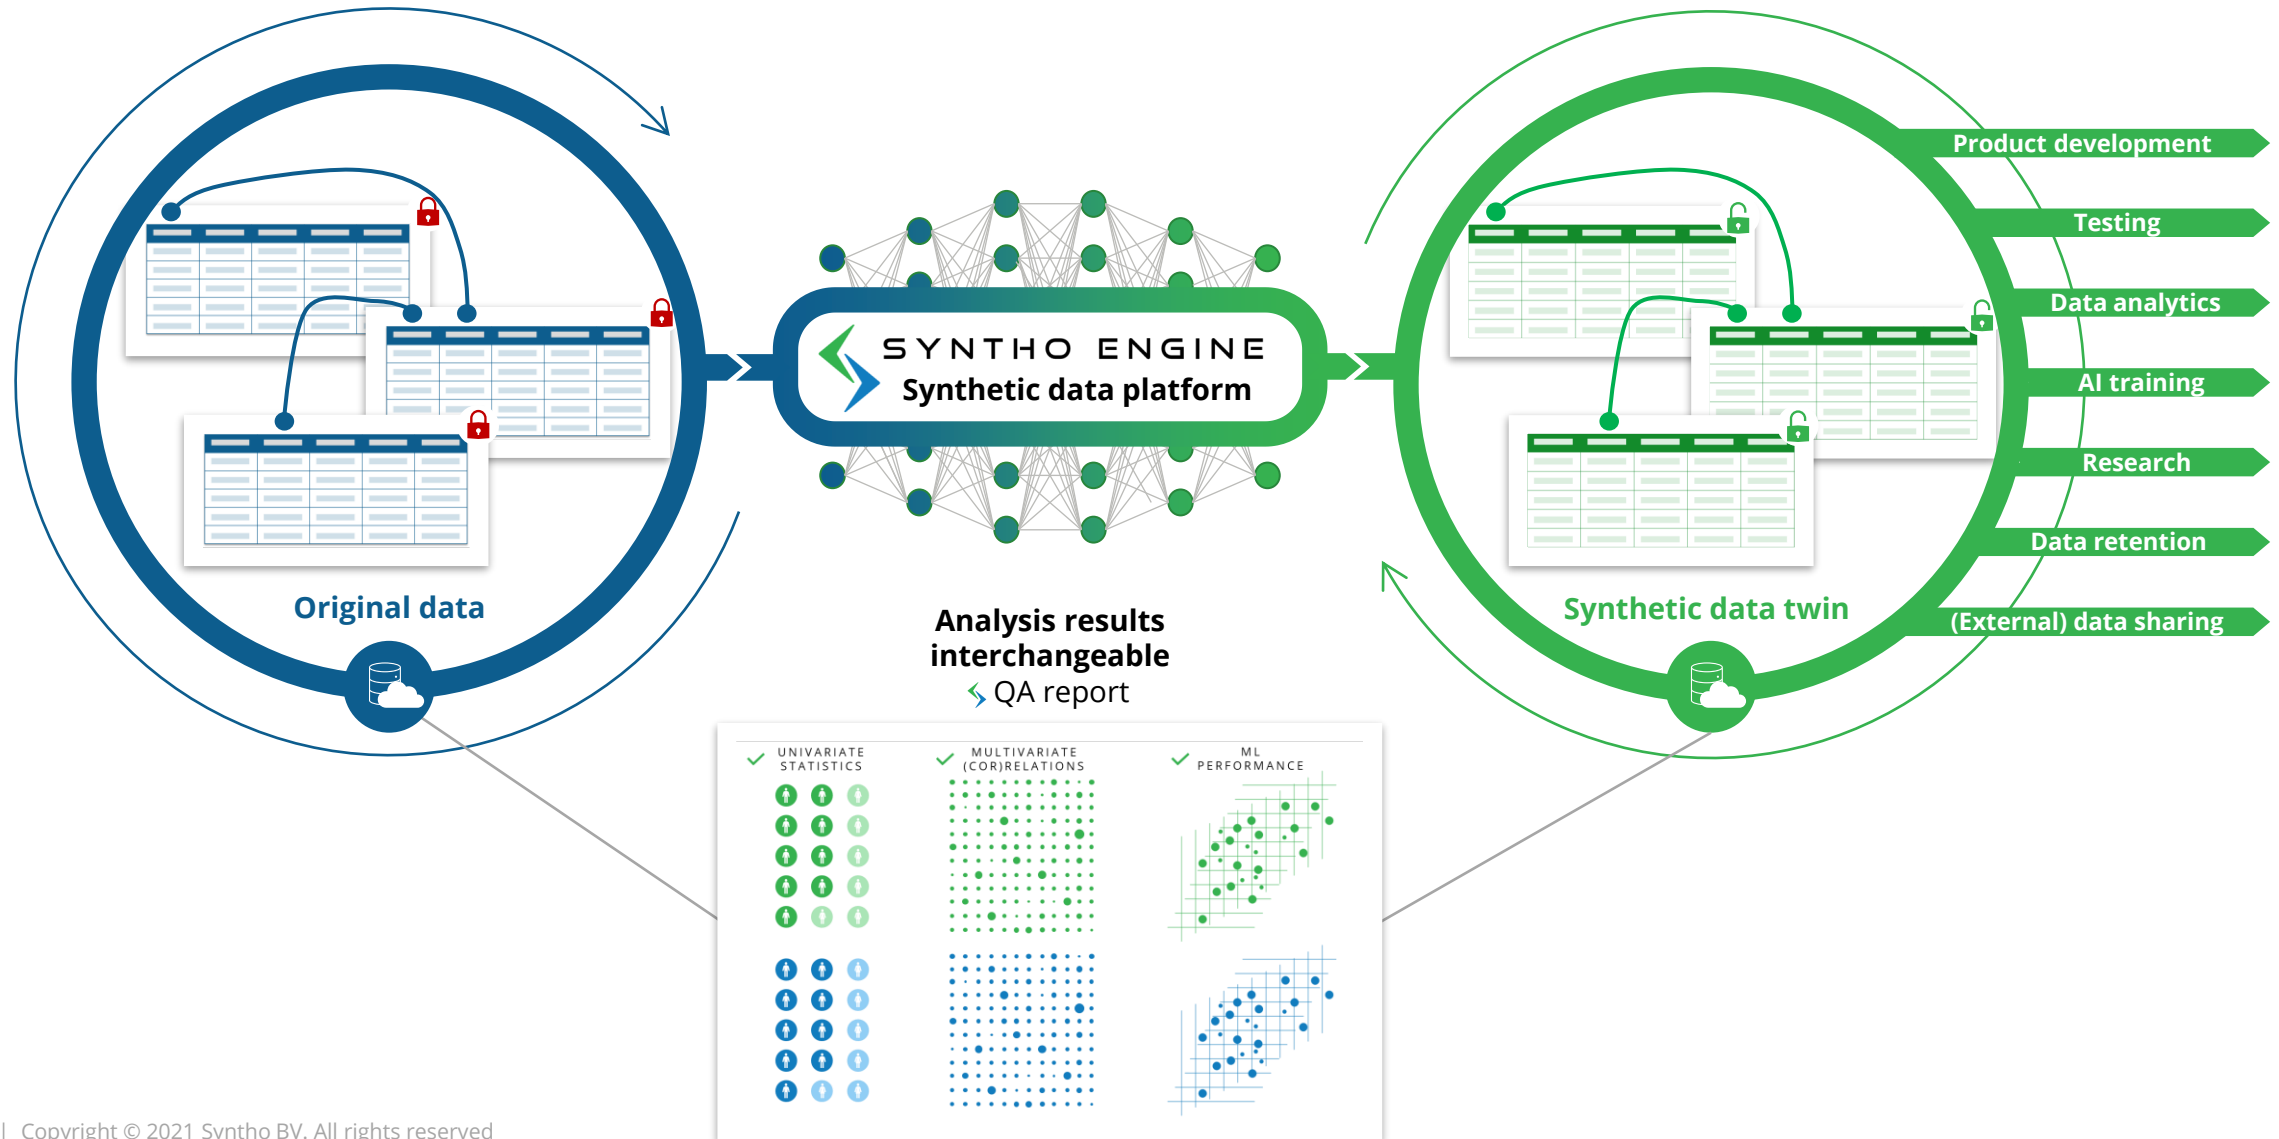 Product development
Testing
Data analytics
SYNTHO ENGINE
Synthetic data platform
AI training
Research
Data retention
Original data
Synthetic data twin
(External) data sharing
Analysis results
interchangeable
QA report
UNIVARIATE
STATISTICS
MULTIVARIATE
(COR)RELATIONS
ML
PERFORMANCE
| Copyright © 2021 Syntho BV. All rights reserved